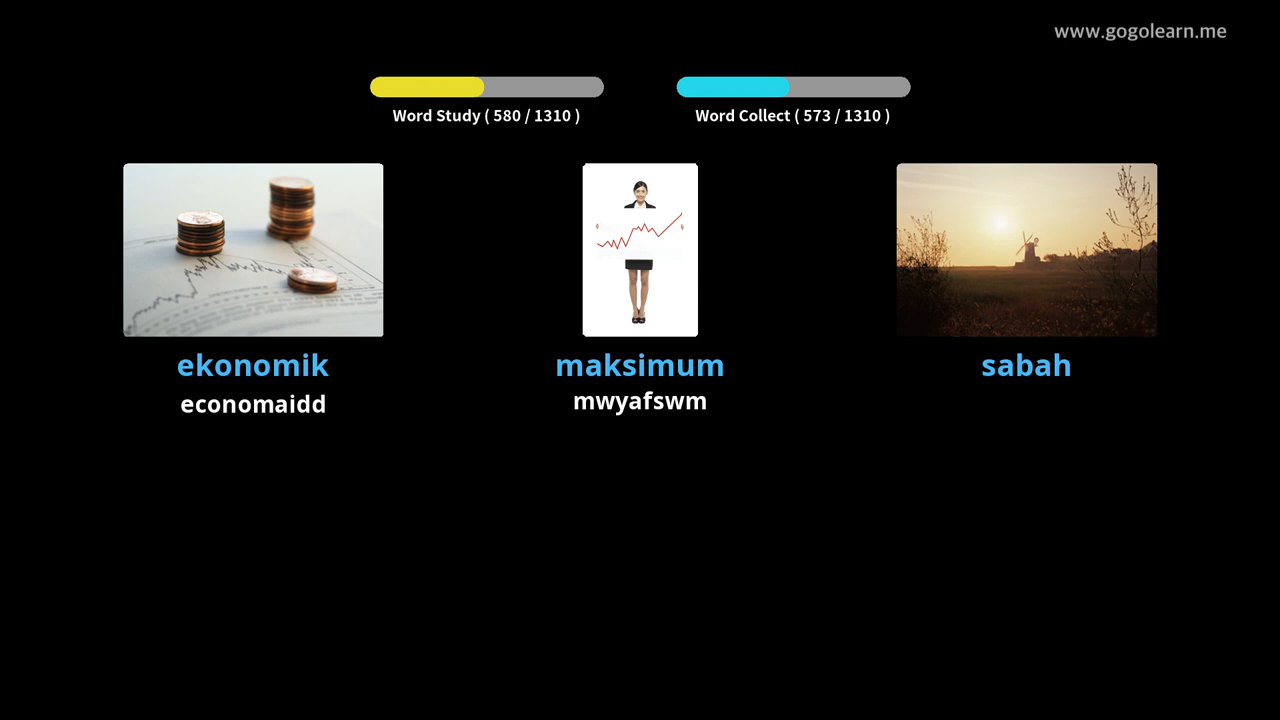 www.gogolearn.me
Word Study ( 580 / 1310 )
Word Collect ( 573 / 1310 )
ekonomik
maksimum
sabah
economaidd
mwyafswm